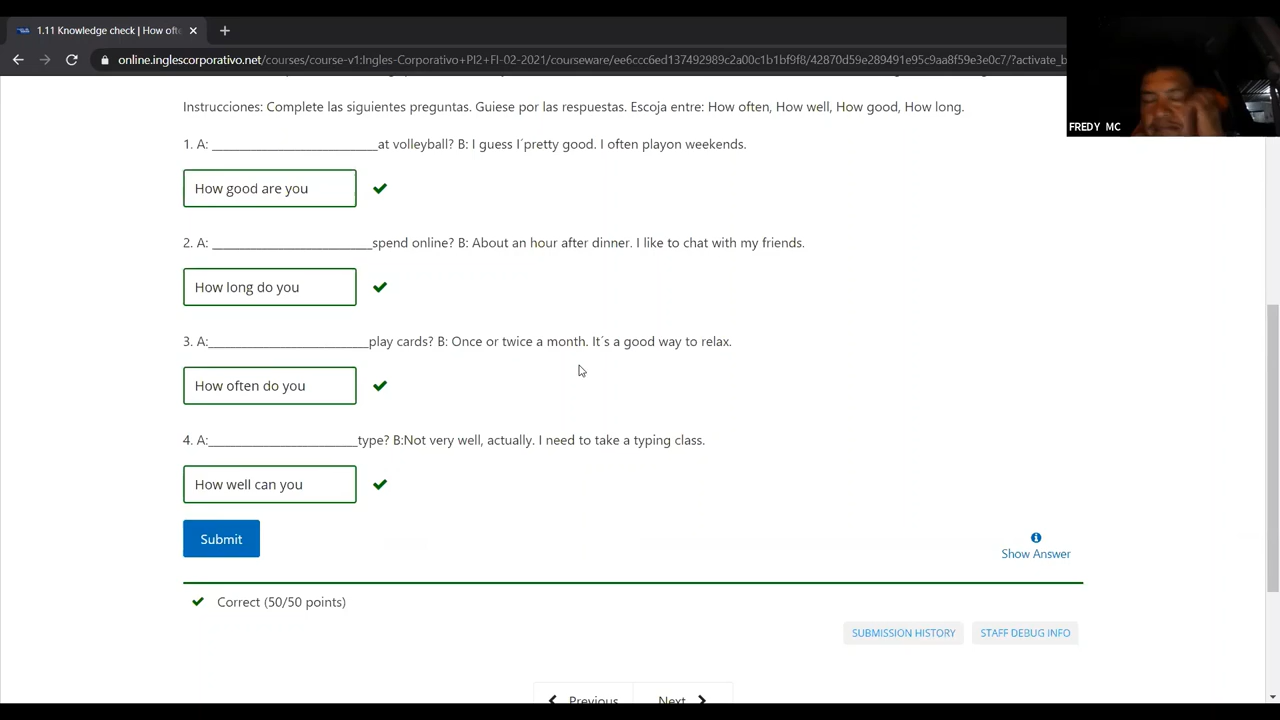 1.11 Knowledge check | How oft
online.inglescorporativo.net/courses/course-v1:Ingles-Corporativo+PI2+FI-02-2021/courseware/ee6ccc6ed137492989c2a00c1b1bf9f8/42870d59e289491e95c9aa8f59e3e0c7/?activate_b
FREDY MC
Instrucciones: Complete las siguientes preguntas. Guiese por las respuestas. Escoja entre: How often, How well, How good, How long.
1. A: _________________________at volleyball? B: I guess I´pretty good. I often playon weekends.
How good are you
2. A: ________________________spend online? B: About an hour after dinner. I like to chat with my friends.
How long do you
3. A:________________________play cards? B: Once or twice a month. It´s a good way to relax.
How often do you
4. A:______________________type? B:Not very well, actually. I need to take a typing class.
How well can you
Submit
Show Answer
Correct (50/50 points)
SUBMISSION HISTORY STAFF DEBUG INFO
Previous Next